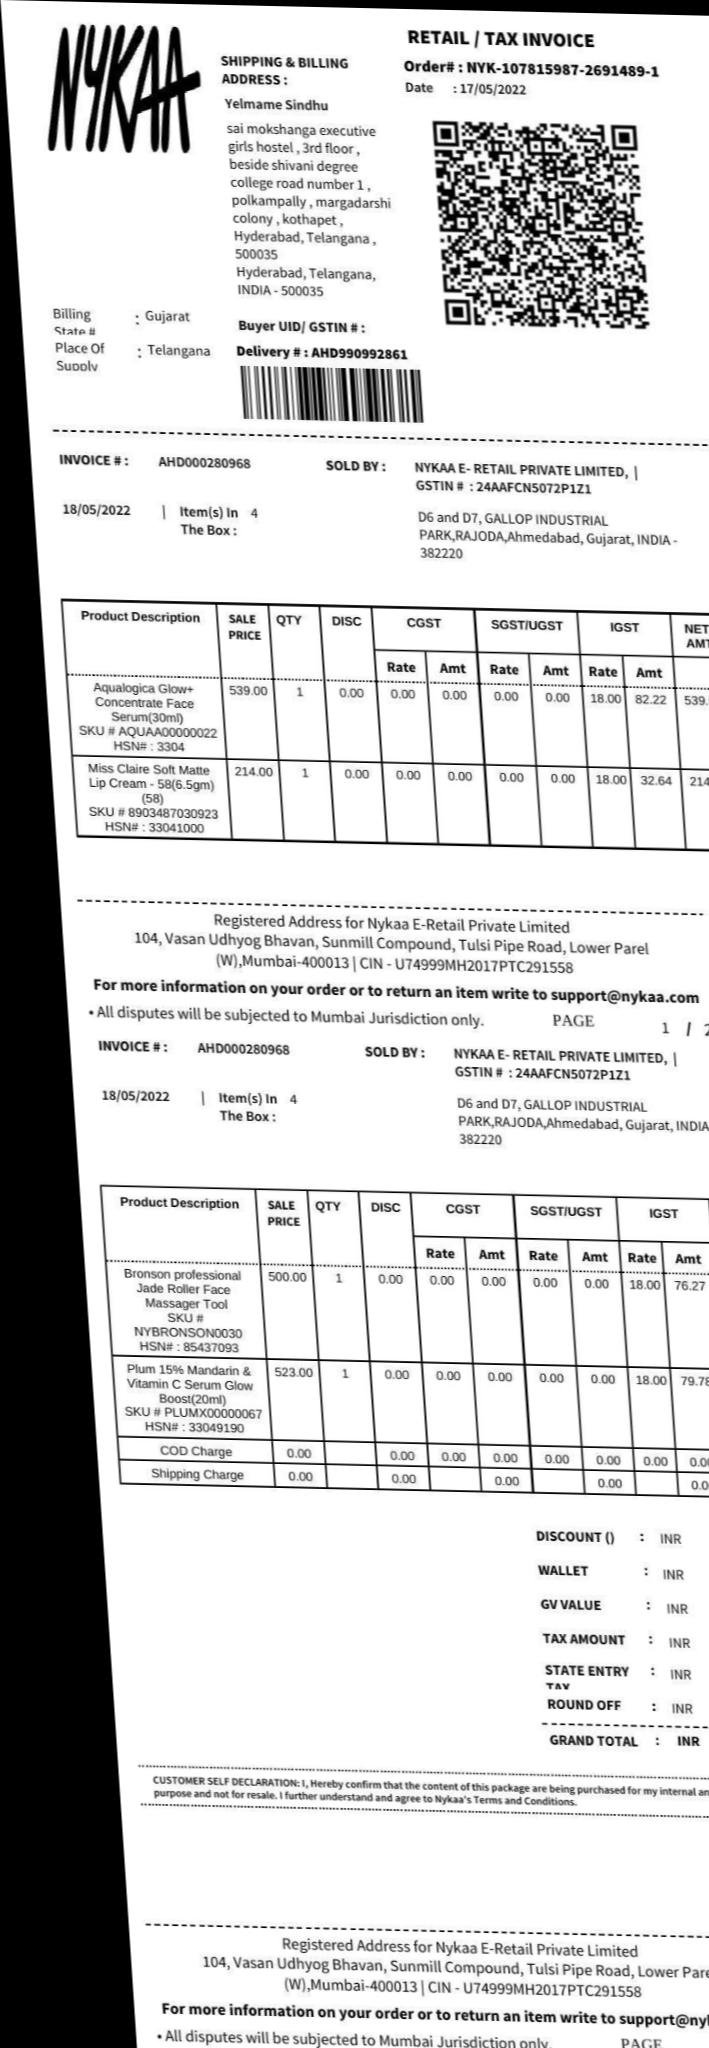 NYKAA
RETAIL / TAX INVOICE
SHIPPING & BILLING
ADDRESS :
Order# : NYK-107815987-2691489-1
Date : 17/05/2022
Yelmame Sindhu
sai mokshanga executive
girls hostel , 3rd floor ,
beside shivani degree
college road number 1 ,
polkampally , margadarshi
colony , kothapet ,
Hyderabad, Telangana ,
500035
Hyderabad, Telangana,
INDIA - 500035
Billing : Gujarat
State #
Buyer UID/ GSTIN # :
Place Of : Telangana
Supply
Delivery # : AHD990992861
INVOICE # : AHD000280968 SOLD BY : NYKAA E- RETAIL PRIVATE LIMITED, |
GSTIN # : 24AAFCN5072P1Z1
18/05/2022 | Item(s) In 4
The Box :
D6 and D7, GALLOP INDUSTRIAL
PARK,RAJODA,Ahmedabad, Gujarat, INDIA -
382220
Product Description SALE QTY DISC CGST SGST/UGST IGST NET
PRICE AMT
Rate Amt Rate Amt Rate Amt
Aqualogica Glow+ 539.00 1 0.00 0.00 0.00 0.00 0.00 18.00 82.22 539.
Concentrate Face
Serum(30ml)
SKU # AQUAA00000022
HSN# : 3304
Miss Claire Soft Matte 214.00 1 0.00 0.00 0.00 0.00 0.00 18.00 32.64 214
Lip Cream - 58(6.5gm)
(58)
SKU # 8903487030923
HSN# : 33041000
Registered Address for Nykaa E-Retail Private Limited
104, Vasan Udhyog Bhavan, Sunmill Compound, Tulsi Pipe Road, Lower Parel
(W),Mumbai-400013 | CIN - U74999MH2017PTC291558
For more information on your order or to return an item write to support@nykaa.com
• All disputes will be subjected to Mumbai Jurisdiction only. PAGE 1 / 2
INVOICE # : AHD000280968 SOLD BY : NYKAA E- RETAIL PRIVATE LIMITED, |
GSTIN # : 24AAFCN5072P1Z1
18/05/2022 | Item(s) In 4
The Box :
D6 and D7, GALLOP INDUSTRIAL
PARK,RAJODA,Ahmedabad, Gujarat, INDIA
382220
Product Description SALE QTY DISC CGST SGST/UGST IGST
PRICE
Rate Amt Rate Amt Rate Amt
Bronson professional 500.00 1 0.00 0.00 0.00 0.00 0.00 18.00 76.27
Jade Roller Face
Massager Tool
SKU #
NYBRONSON0030
HSN# : 85437093
Plum 15% Mandarin & 523.00 1 0.00 0.00 0.00 0.00 0.00 18.00 79.78
Vitamin C Serum Glow
Boost(20ml)
SKU # PLUMX00000067
HSN# : 33049190
COD Charge 0.00 0.00 0.00 0.00 0.00 0.00 0.00 0.00
Shipping Charge 0.00 0.00 0.00 0.00 0.0
DISCOUNT () : INR
WALLET : INR
GV VALUE : INR
TAX AMOUNT : INR
STATE ENTRY : INR
TAX
ROUND OFF : INR
GRAND TOTAL : INR
CUSTOMER SELF DECLARATION: I, Hereby confirm that the content of this package are being purchased for my internal an
purpose and not for resale. I further understand and agree to Nykaa's Terms and Conditions.
Registered Address for Nykaa E-Retail Private Limited
104, Vasan Udhyog Bhavan, Sunmill Compound, Tulsi Pipe Road, Lower Pare
(W),Mumbai-400013 | CIN - U74999MH2017PTC291558
For more information on your order or to return an item write to support@nyk
• All disputes will be subjected to Mumbai Jurisdiction only. PAGE